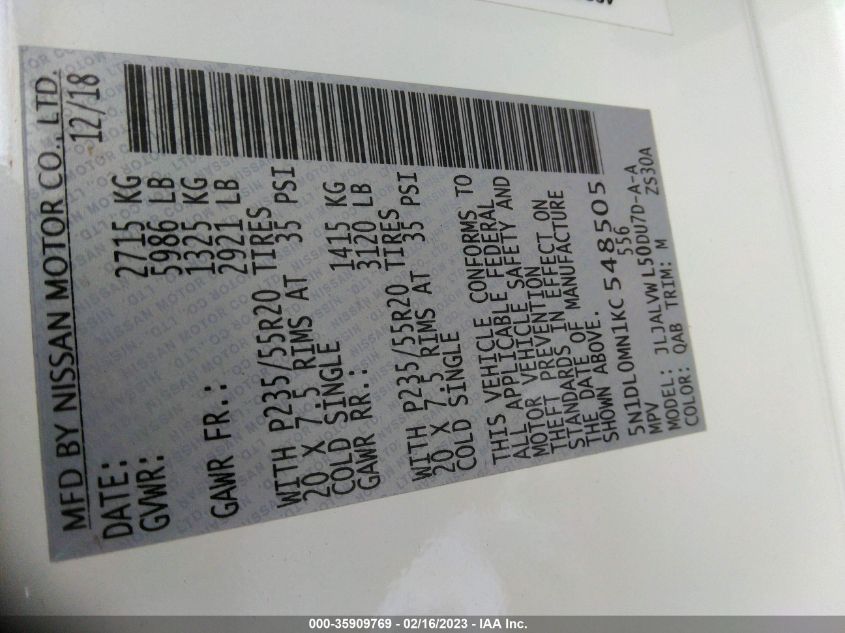 MFD BY NISSAN MOTOR CO., LTD.
DATE: 12/18
GVWR: 2715 KG
5986 LB
GAWR FR.: 1325 KG
2921 LB
WITH P235/55R20 TIRES
20 X 7.5 RIMS AT 35 PSI
COLD SINGLE
GAWR RR.: 1415 KG
3120 LB
WITH P235/55R20 TIRES
20 X 7.5 RIMS AT 35 PSI
COLD SINGLE
THIS VEHICLE CONFORMS TO
ALL APPLICABLE FEDERAL
MOTOR VEHICLE SAFETY AND
THEFT PREVENTION
STANDARDS IN EFFECT ON
THE DATE OF MANUFACTURE
SHOWN ABOVE.
5N1DL0MN1KC548505
MPV 556
MODEL: JLJALVWL50DU7D-A-A
COLOR: QAB TRIM: M ZS30A
000-35909769 - 02/16/2023 - IAA Inc.